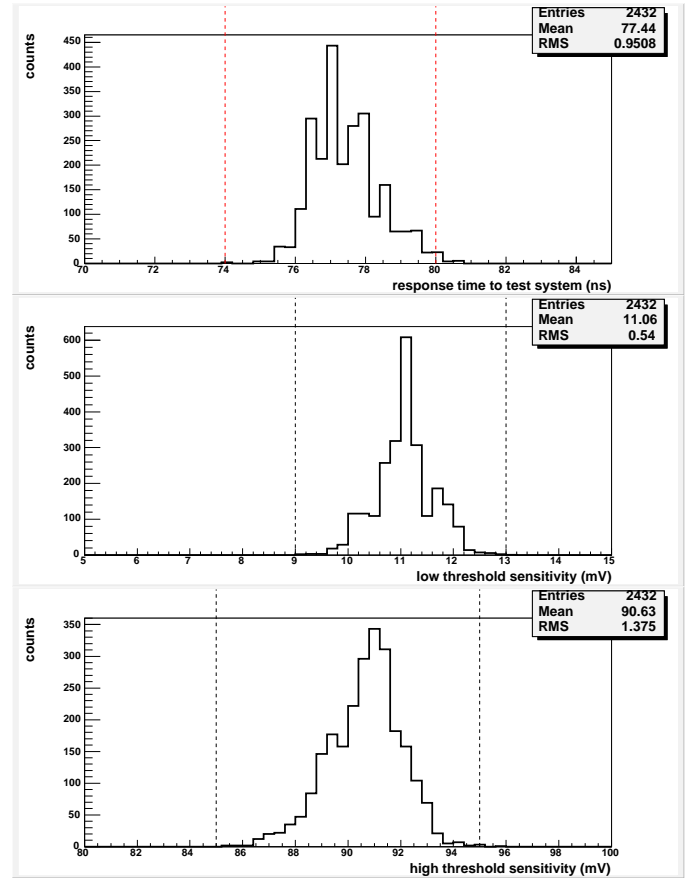 Entries 2432
Mean 77.44
RMS 0.9508
counts
450
400
350
300
250
200
150
100
50
0
70 72 74 76 78 80 82 84
response time to test system (ns)
Entries 2432
Mean 11.06
RMS 0.54
counts
600
500
400
300
200
100
0
5 6 7 8 9 10 11 12 13 14 15
low threshold sensitivity (mV)
Entries 2432
Mean 90.63
RMS 1.375
counts
350
300
250
200
150
100
50
0
80 82 84 86 88 90 92 94 96 98 100
high threshold sensitivity (mV)